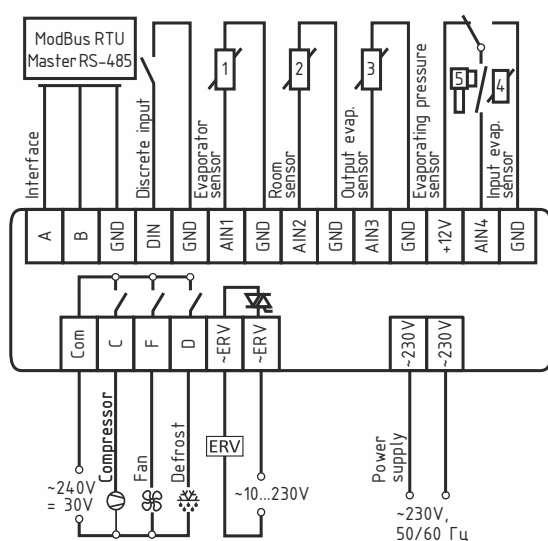 ModBus RTU
Master RS-485
Interface
Discrete input
Evaporator
sensor
1
Room
sensor
2
Output evap.
sensor
3
Evaporating pressure
5
4
Input evap.
sensor
A
B
GND
DIN
GND
AIN1
GND
AIN2
GND
AIN3
GND
+12V
AIN4
GND
Com
C
F
D
~ERV
~ERV
~230V
~230V
Compressor
Fan
Defrost
ERV
Power
supply
~240V
= 30V
~10...230V
~230V,
50/60 Гц